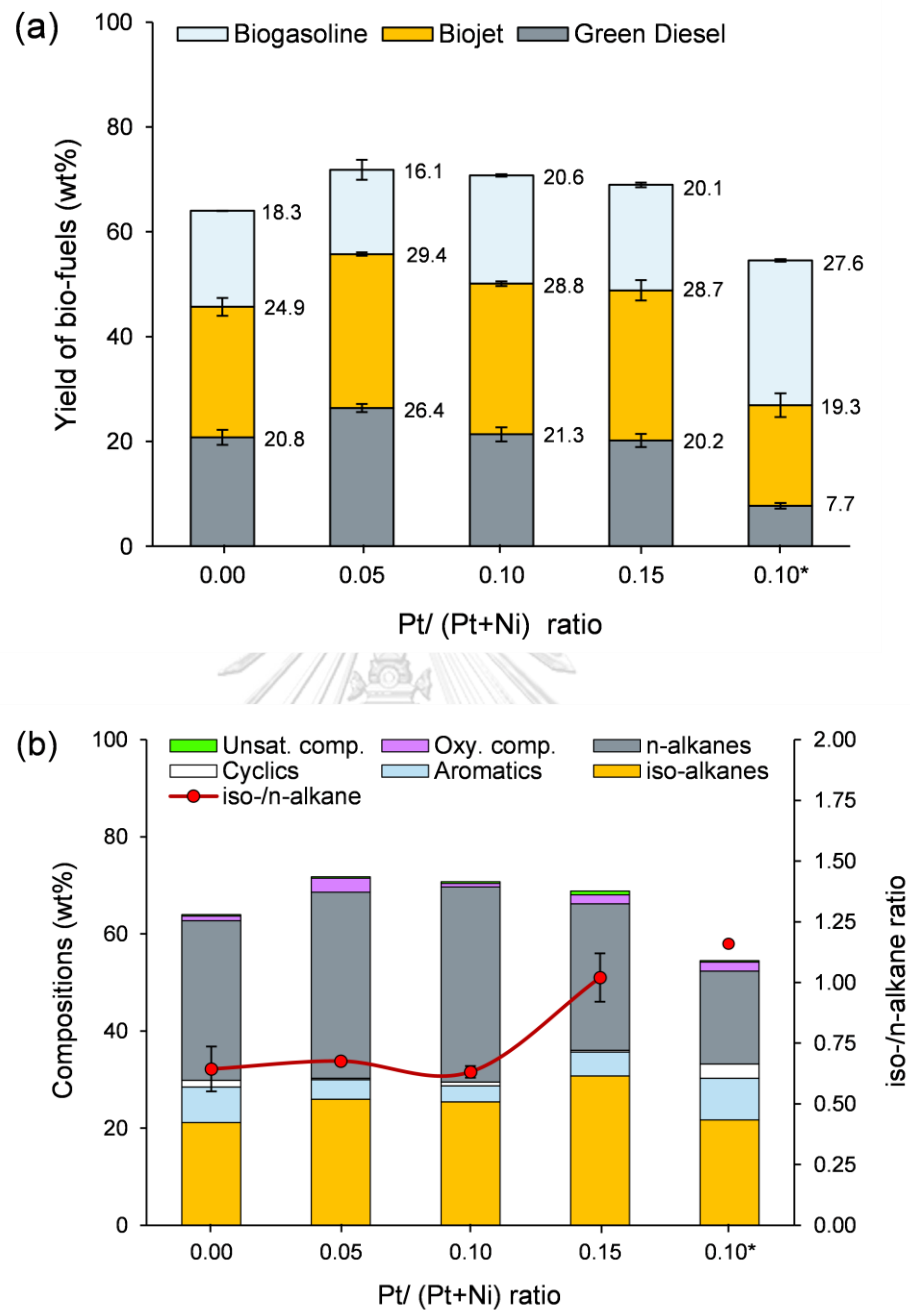 (a)
Biogasoline Biojet Green Diesel
Yield of bio-fuels (wt%)
100
80
60
40
20
0
18.3
24.9
20.8
16.1
29.4
26.4
20.6
28.8
21.3
20.1
28.7
20.2
27.6
19.3
7.7
0.00 0.05 0.10 0.15 0.10*
Pt/ (Pt+Ni) ratio
(b)
Unsat. comp. Oxy. comp. n-alkanes
Cyclics Aromatics iso-alkanes
iso-/n-alkane
Compositions (wt%)
100
80
60
40
20
0
2.00
1.75
1.50
1.25
1.00
0.75
0.50
0.25
0.00
iso-/n-alkane ratio
0.00 0.05 0.10 0.15 0.10*
Pt/ (Pt+Ni) ratio